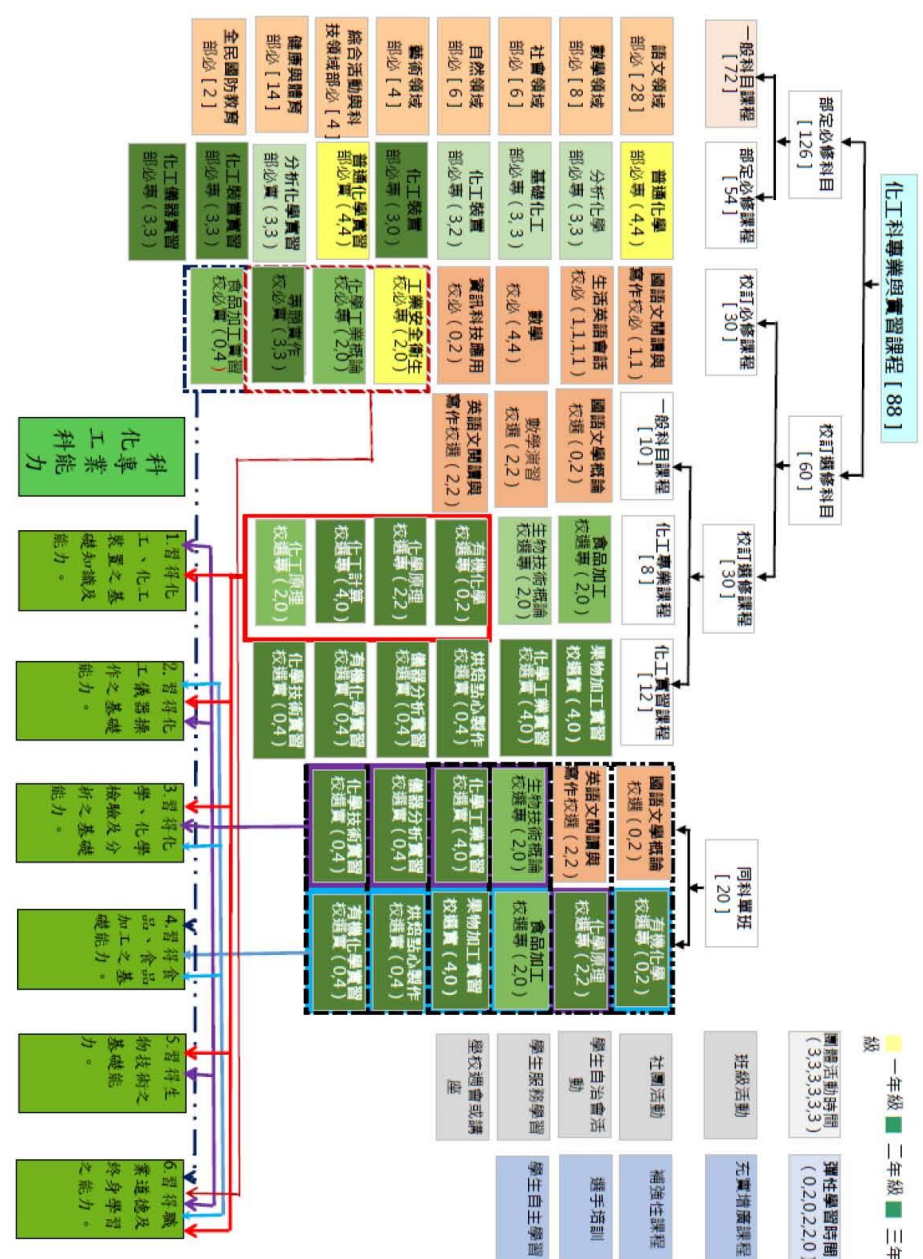 化工科專業與實習課程 [ 88 ]
部定必修科目
[ 126 ]
校訂選修科目
[ 60 ]
一般科目課程
[ 72 ]
部定必修課程
[ 54 ]
校訂必修課程
[ 30 ]
校訂選修課程
[ 30 ]
一般科目課程
[ 10 ]
化工專業課程
[ 8 ]
化工實習課程
[ 12 ]
同科單班
[ 20 ]
語文領域
部必 [ 28 ]
數學領域
部必 [ 8 ]
社會領域
部必 [ 6 ]
自然領域
部必 [ 6 ]
藝術領域
部必 [ 4 ]
綜合活動與科
技領域部必 [ 4 ]
健康與體育
部必 [ 14 ]
全民國防教育
部必 [ 2 ]
普通化學
部必專 ( 4,4 )
分析化學
部必專 ( 3,3 )
基礎化工
部必專 ( 3,3 )
化工裝置
部必專 ( 3,2 )
化工裝置
部必專 ( 3,0 )
普通化學實習
部必實 ( 4,4 )
分析化學實習
部必實 ( 3,3 )
化工裝置實習
部必專 ( 3,3 )
化工儀器實習
部必專 ( 3,3 )
國語文閱讀與
寫作校必 ( 1,1 )
生活英語會話
校必 ( 1,1,1,1 )
數學
校必 ( 4,4 )
資訊科技應用
校必 ( 0,2 )
工業安全衛生
校必專 ( 2,0 )
化學工業概論
校必專 ( 2,0 )
專題實作
校必實 ( 3,3 )
食品加工實習
校必實 ( 0,4 )
國語文學概論
校選 ( 0,2 )
數學演習
校選 ( 2,2 )
英語文閱讀與
寫作校選 ( 2,2 )
食品加工
校選專 ( 2,0 )
生物技術概論
校選專 ( 2,0 )
有機化學
校選專 ( 0,2 )
化學原理
校選專 ( 2,2 )
化工計算
校選專 ( 4,0 )
化工原理
校選專 ( 2,0 )
果物加工實習
校選實 ( 4,0 )
化學工業實習
校選實 ( 4,0 )
烘焙點心製作
校選實 ( 0,4 )
儀器分析實習
校選實 ( 0,4 )
有機化學實習
校選實 ( 0,4 )
化學技術實習
校選實 ( 0,4 )
國語文學概論
校選 ( 0,2 )
英語文閱讀與
寫作校選 ( 2,2 )
生物技術概論
校選專 ( 2,0 )
化學工業實習
校選實 ( 4,0 )
儀器分析實習
校選實 ( 0,4 )
化學技術實習
校選實 ( 0,4 )
有機化學
校選專 ( 0,2 )
化學原理
校選專 ( 2,2 )
食品加工
校選專 ( 2,0 )
果物加工實習
校選實 ( 4,0 )
烘焙點心製作
校選實 ( 0,4 )
有機化學實習
校選實 ( 0,4 )
一年級 二年級 三年
級
團體活動時間
( 3,3,3,3,3,3 )
班級活動
社團活動
學生自治會活
動
學生服務學習
學校週會或講
座
彈性學習時間
( 0,2,0,2,2,0 )
充實增廣課程
補強性課程
選手培訓
學生自主學習
化工科
專業能力
1.習得化
工、化工
裝置之基
礎知識及
能力。
2. 習得化
工儀器操
作之基礎
能力。
3.習得化
學、化學
檢驗及分
析之基礎
能力。
4.習得食
品、食品
加工之基
礎能力。
5.習得生
物技術之
基礎能
力。
6.習得職
業道德及
終身學習
之能力。